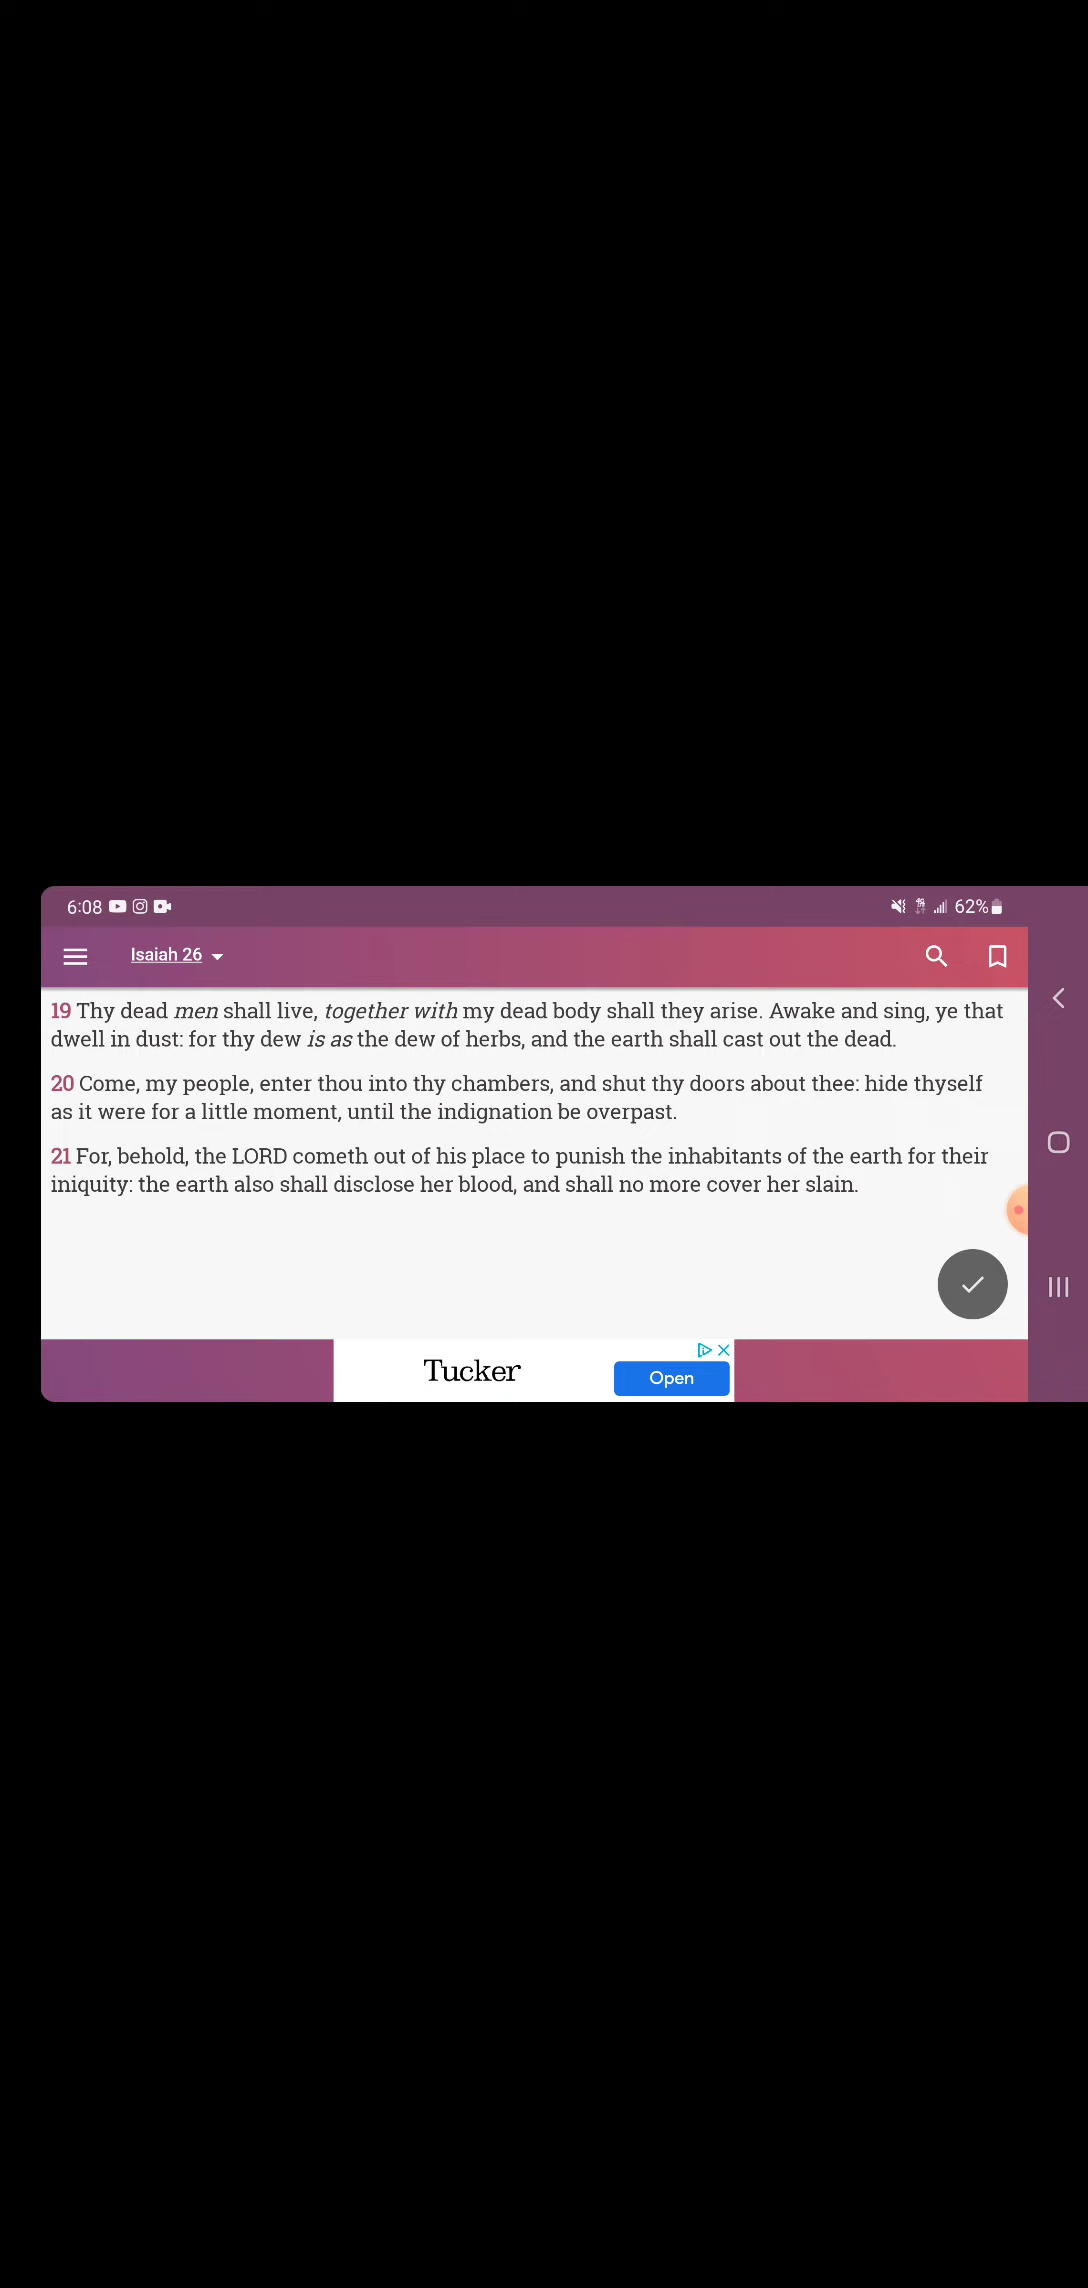 6:08
62%
Isaiah 26
19 Thy dead men shall live, together with my dead body shall they arise. Awake and sing, ye that
dwell in dust: for thy dew is as the dew of herbs, and the earth shall cast out the dead.
20 Come, my people, enter thou into thy chambers, and shut thy doors about thee: hide thyself
as it were for a little moment, until the indignation be overpast.
21 For, behold, the LORD cometh out of his place to punish the inhabitants of the earth for their
iniquity: the earth also shall disclose her blood, and shall no more cover her slain.
Tucker
Open